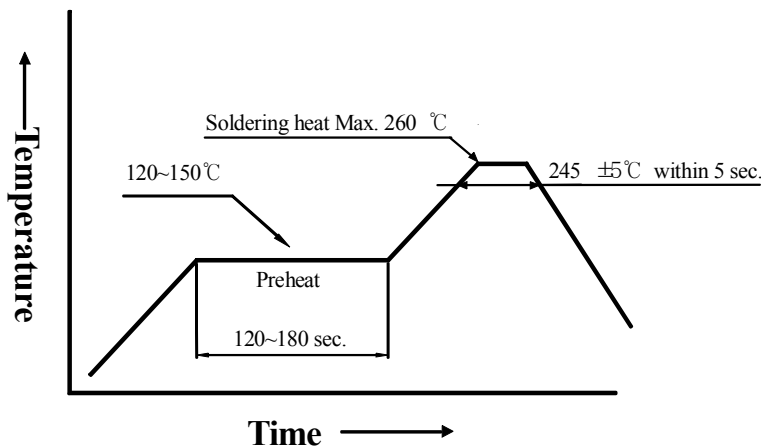 Temperature
Soldering heat Max. 260 ℃
245 ±5℃ within 5 sec.
120~150℃
Preheat
120~180 sec.
Time